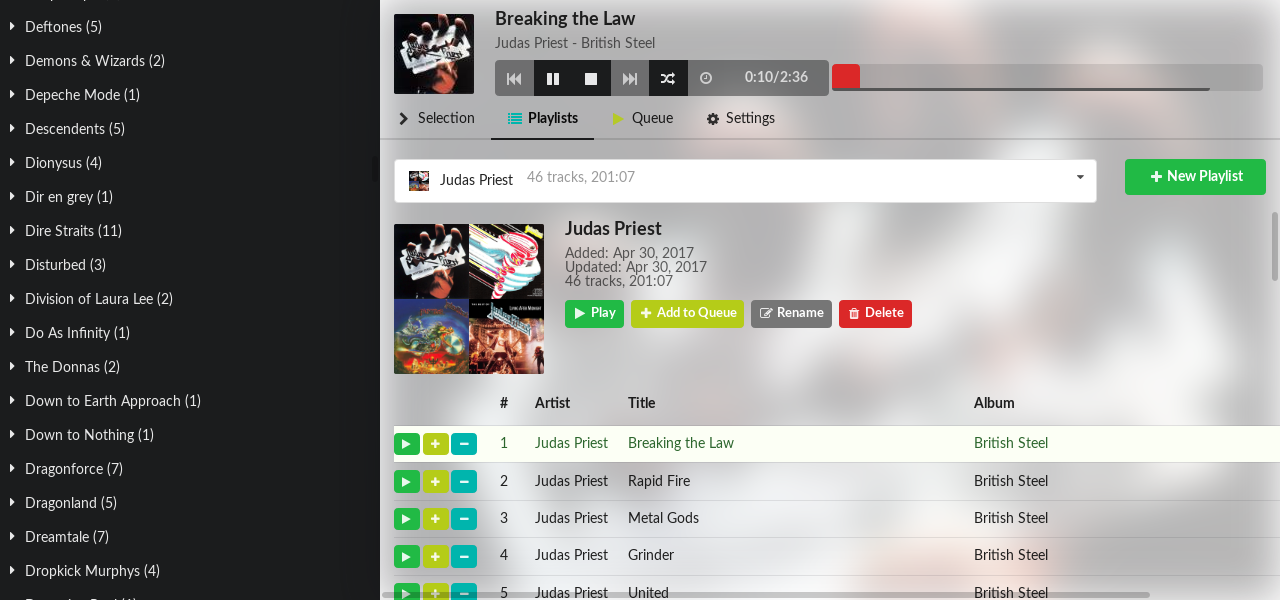 Deftones (5)
Demons & Wizards (2)
Depeche Mode (1)
Descendents (5)
Dionysus (4)
Dir en grey (1)
Dire Straits (11)
Disturbed (3)
Division of Laura Lee (2)
Do As Infinity (1)
The Donnas (2)
Down to Earth Approach (1)
Down to Nothing (1)
Dragonforce (7)
Dragonland (5)
Dreamtale (7)
Dropkick Murphys (4)
Breaking the Law
Judas Priest - British Steel
0:10/2:36
Selection Playlists Queue Settings
Judas Priest 46 tracks, 201:07
New Playlist
Judas Priest
Added: Apr 30, 2017
Updated: Apr 30, 2017
46 tracks, 201:07
Play Add to Queue Rename Delete
# Artist Title Album
1 Judas Priest Breaking the Law British Steel
2 Judas Priest Rapid Fire British Steel
3 Judas Priest Metal Gods British Steel
4 Judas Priest Grinder British Steel
5 Judas Priest United British Steel